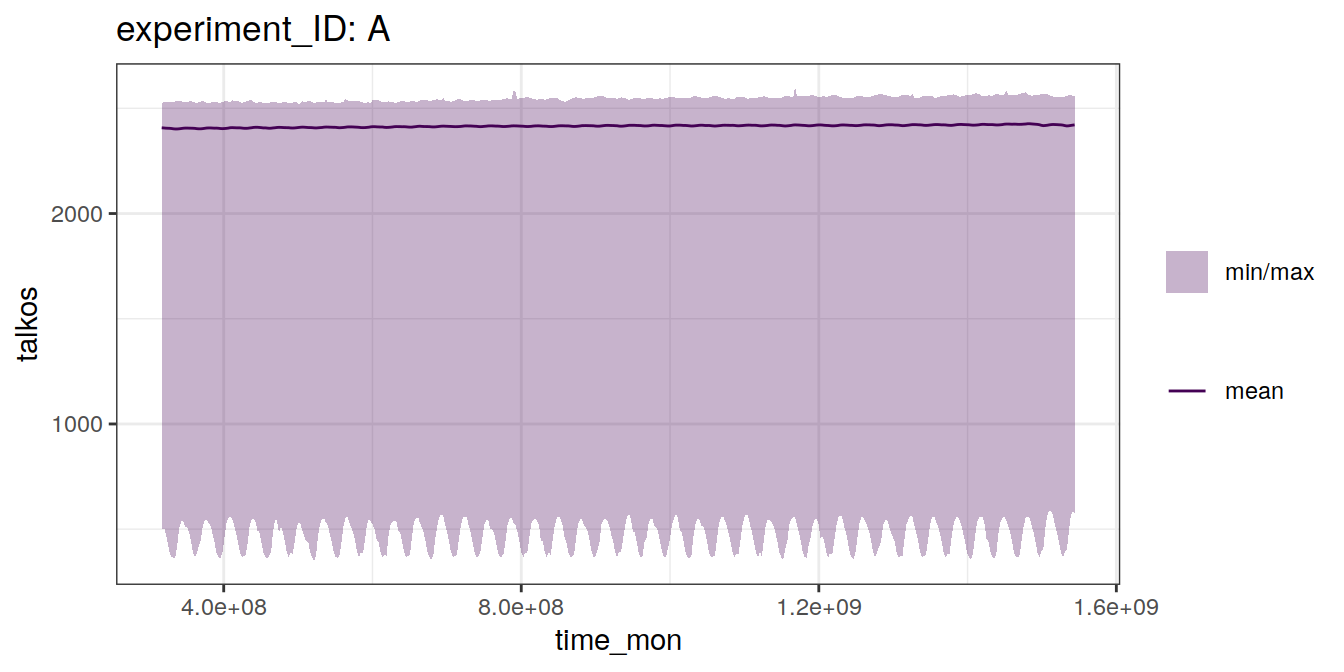 experiment_ID: A
talkos
2000
1000
4.0e+08
8.0e+08
1.2e+09
1.6e+09
time_mon
min/max
mean